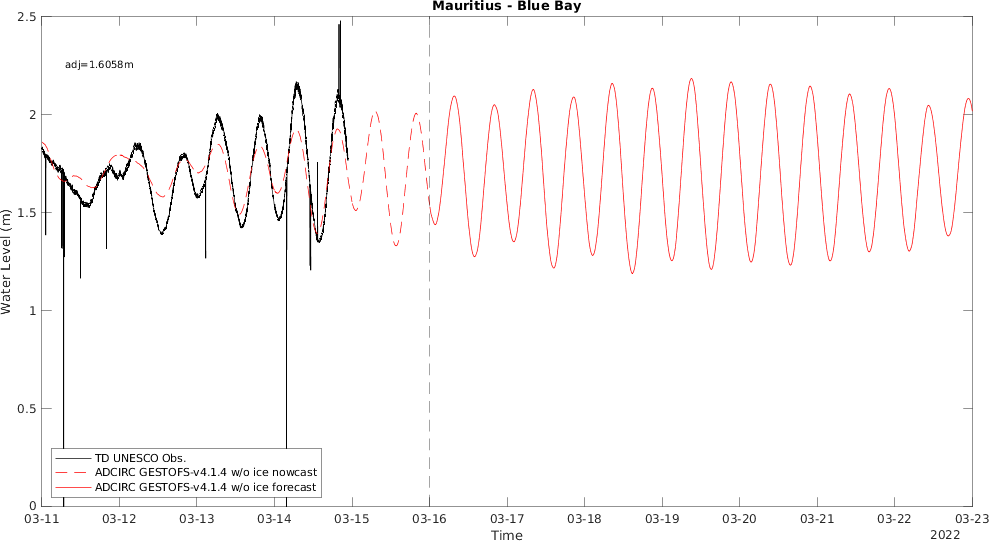 Mauritius - Blue Bay
adj=1.6058m
Water Level (m)
2.5
2
1.5
1
0.5
0
TD UNESCO Obs.
ADCIRC GESTOFS-v4.1.4 w/o ice nowcast
ADCIRC GESTOFS-v4.1.4 w/o ice forecast
03-11 03-12 03-13 03-14 03-15 03-16 03-17 03-18 03-19 03-20 03-21 03-22 03-23
Time
2022